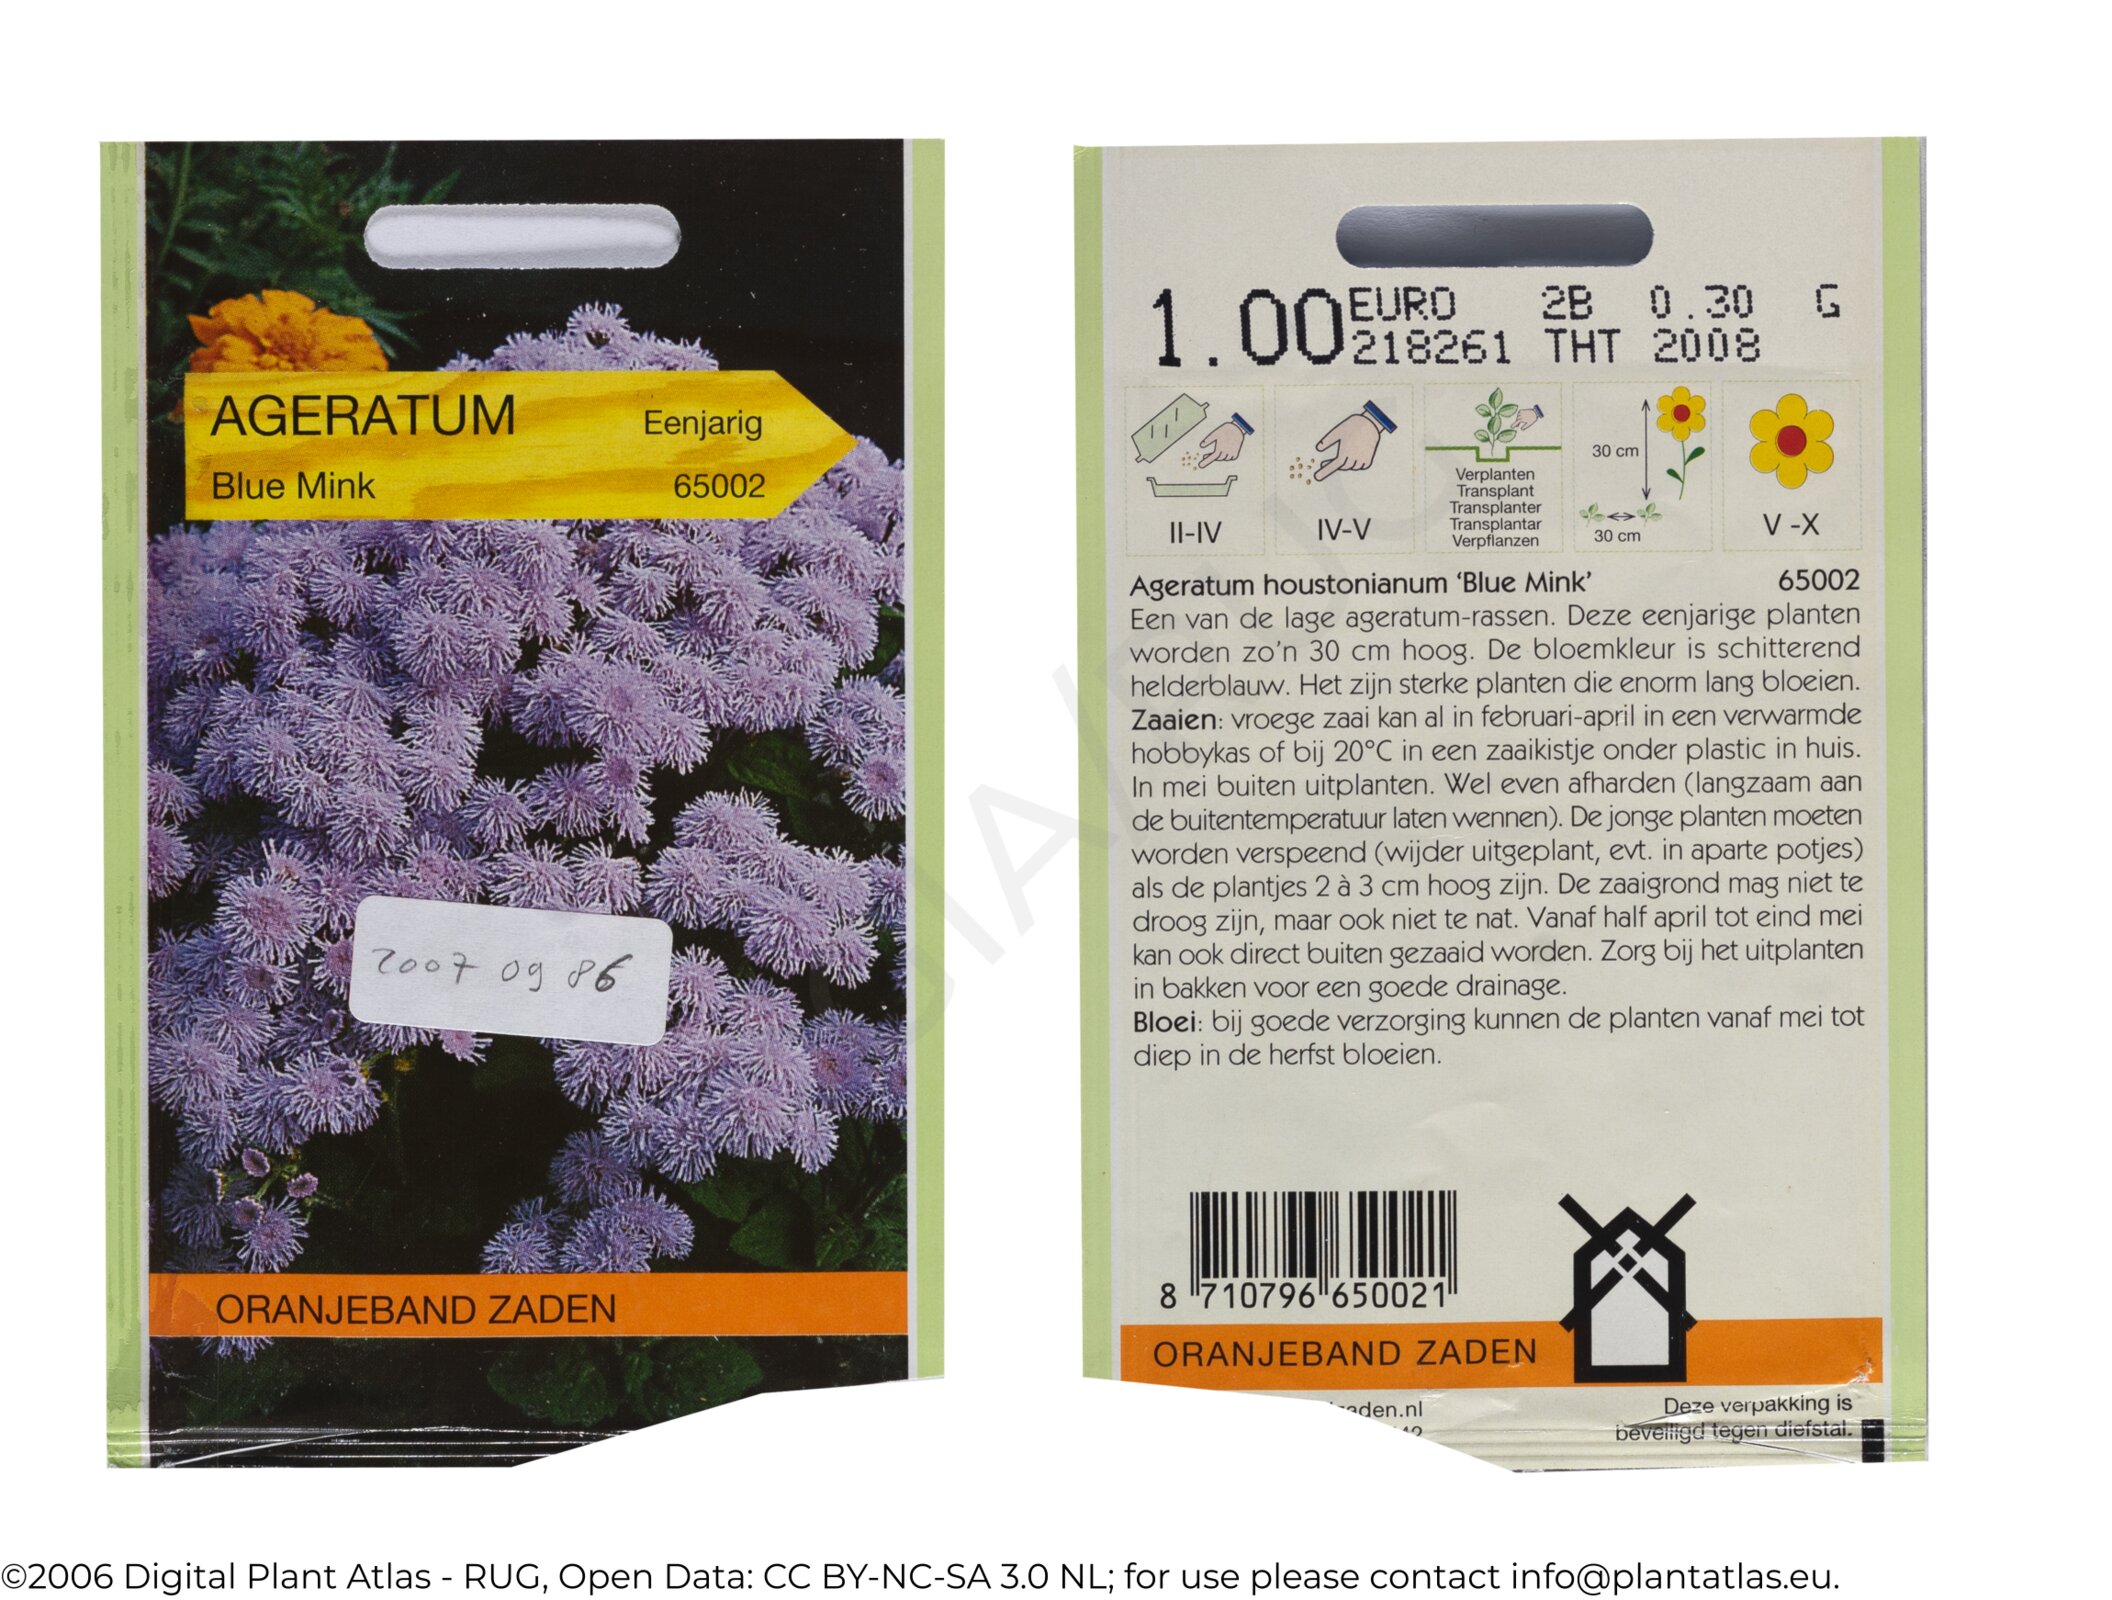 AGERATUM Eenjarig
Blue Mink 65002
2007 09 86
ORANJEBAND ZADEN
1.00 EURO 2B 0.30 G
218261 THT 2008
II-IV
IV-V
Verplanten
Transplant
Transplanter
Transplantar
Verpflanzen
30 cm
30 cm
V -X
Ageratum houstonianum ‘Blue Mink’ 65002
Een van de lage ageratum-rassen. Deze eenjarige planten
worden zo’n 30 cm hoog. De bloemkleur is schitterend
helderblauw. Het zijn sterke planten die enorm lang bloeien.
Zaaien: vroege zaai kan al in februari-april in een verwarmde
hobbykas of bij 20°C in een zaaikistje onder plastic in huis.
In mei buiten uitplanten. Wel even afharden (langzaam aan
de buitentemperatuur laten wennen). De jonge planten moeten
worden verspeend (wijder uitgeplant, evt. in aparte potjes)
als de plantjes 2 à 3 cm hoog zijn. De zaaigrond mag niet te
droog zijn, maar ook niet te nat. Vanaf half april tot eind mei
kan ook direct buiten gezaaid worden. Zorg bij het uitplanten
in bakken voor een goede drainage.
Bloei: bij goede verzorging kunnen de planten vanaf mei tot
diep in de herfst bloeien.
8 710796 650021
ORANJEBAND ZADEN
aden.nl
Deze verpakking is
beveiligd tegen diefstal.
©2006 Digital Plant Atlas - RUG, Open Data: CC BY-NC-SA 3.0 NL; for use please contact info@plantatlas.eu.